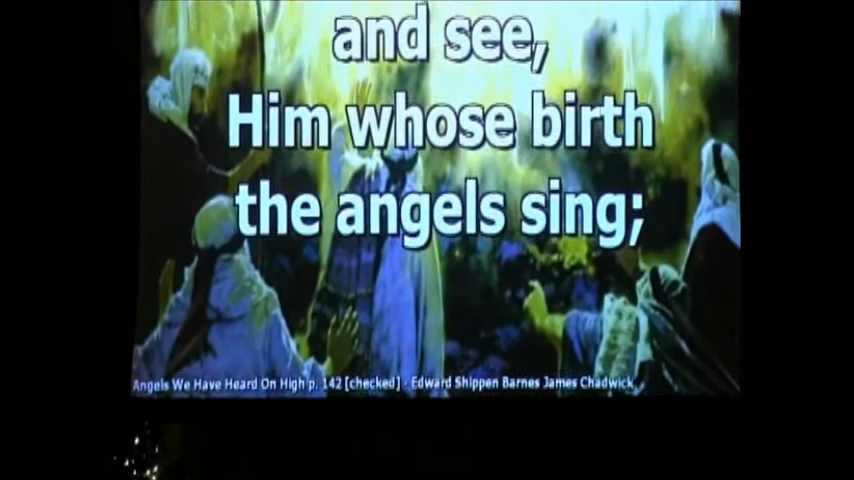 and see,
Him whose birth
the angels sing;
Angels We Have Heard On High p. 142 [checked] - Edward Shippen Barnes James Chadwick